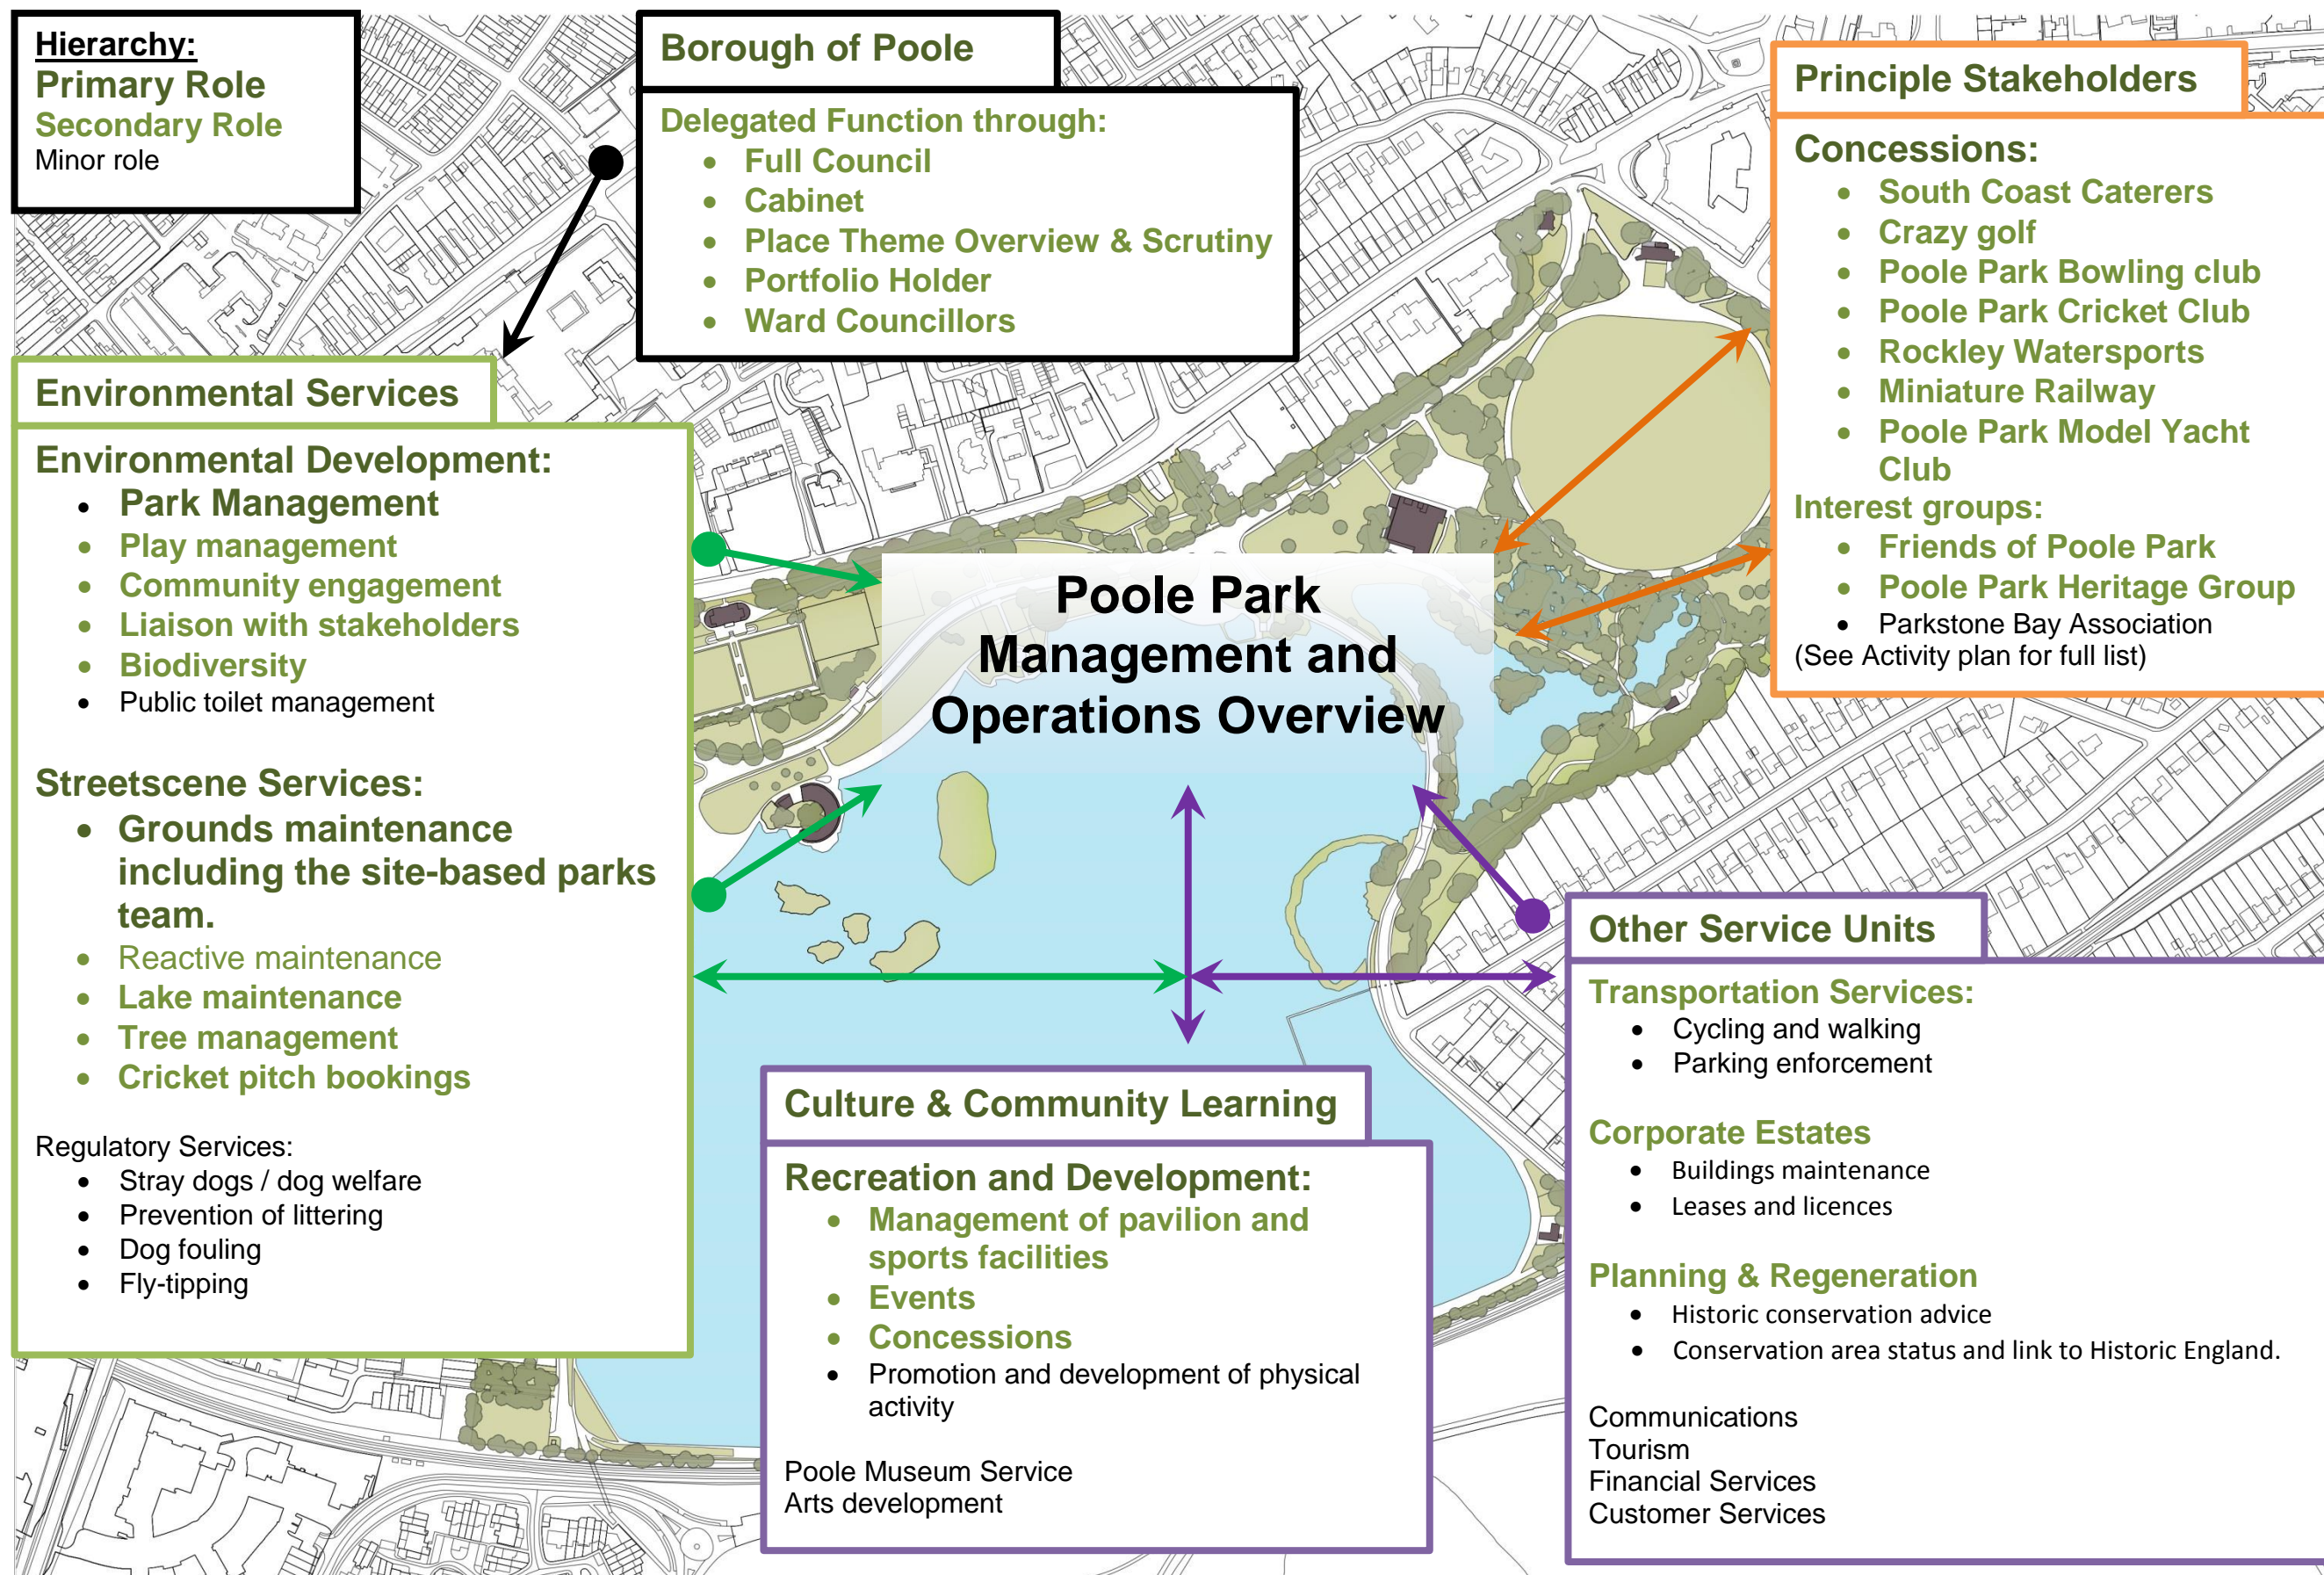 Hierarchy:
Primary Role
Secondary Role
Minor role
Borough of Poole
Delegated Function through:
• Full Council
• Cabinet
• Place Theme Overview & Scrutiny
• Portfolio Holder
• Ward Councillors
Principle Stakeholders
Concessions:
• South Coast Caterers
• Crazy golf
• Poole Park Bowling club
• Poole Park Cricket Club
• Rockley Watersports
• Miniature Railway
• Poole Park Model Yacht
Club
Interest groups:
• Friends of Poole Park
• Poole Park Heritage Group
• Parkstone Bay Association
(See Activity plan for full list)
Environmental Services
Environmental Development:
• Park Management
• Play management
• Community engagement
• Liaison with stakeholders
• Biodiversity
• Public toilet management
Streetscene Services:
• Grounds maintenance
including the site-based parks
team.
• Reactive maintenance
• Lake maintenance
• Tree management
• Cricket pitch bookings
Regulatory Services:
• Stray dogs / dog welfare
• Prevention of littering
• Dog fouling
• Fly-tipping
Poole Park
Management and
Operations Overview
Culture & Community Learning
Recreation and Development:
• Management of pavilion and
sports facilities
• Events
• Concessions
• Promotion and development of physical
activity
Poole Museum Service
Arts development
Other Service Units
Transportation Services:
• Cycling and walking
• Parking enforcement
Corporate Estates
• Buildings maintenance
• Leases and licences
Planning & Regeneration
• Historic conservation advice
• Conservation area status and link to Historic England.
Communications
Tourism
Financial Services
Customer Services